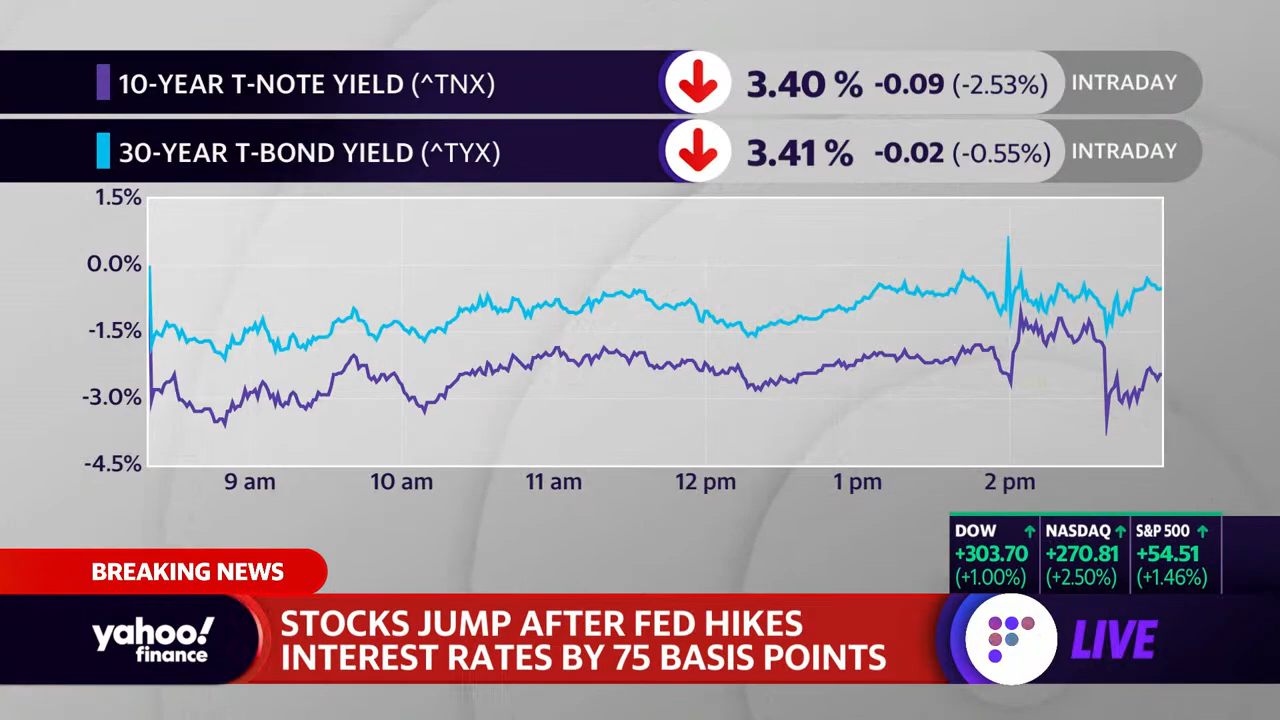 10-YEAR T-NOTE YIELD (^TNX) 3.40 % -0.09 (-2.53%) INTRADAY
30-YEAR T-BOND YIELD (^TYX) 3.41 % -0.02 (-0.55%) INTRADAY
1.5%
0.0%
-1.5%
-3.0%
-4.5%
9 am 10 am 11 am 12 pm 1 pm 2 pm
DOW NASDAQ S&P 500
+303.70 +270.81 +54.51
(+1.00%) (+2.50%) (+1.46%)
BREAKING NEWS
yahoo!
finance
STOCKS JUMP AFTER FED HIKES
INTEREST RATES BY 75 BASIS POINTS
LIVE